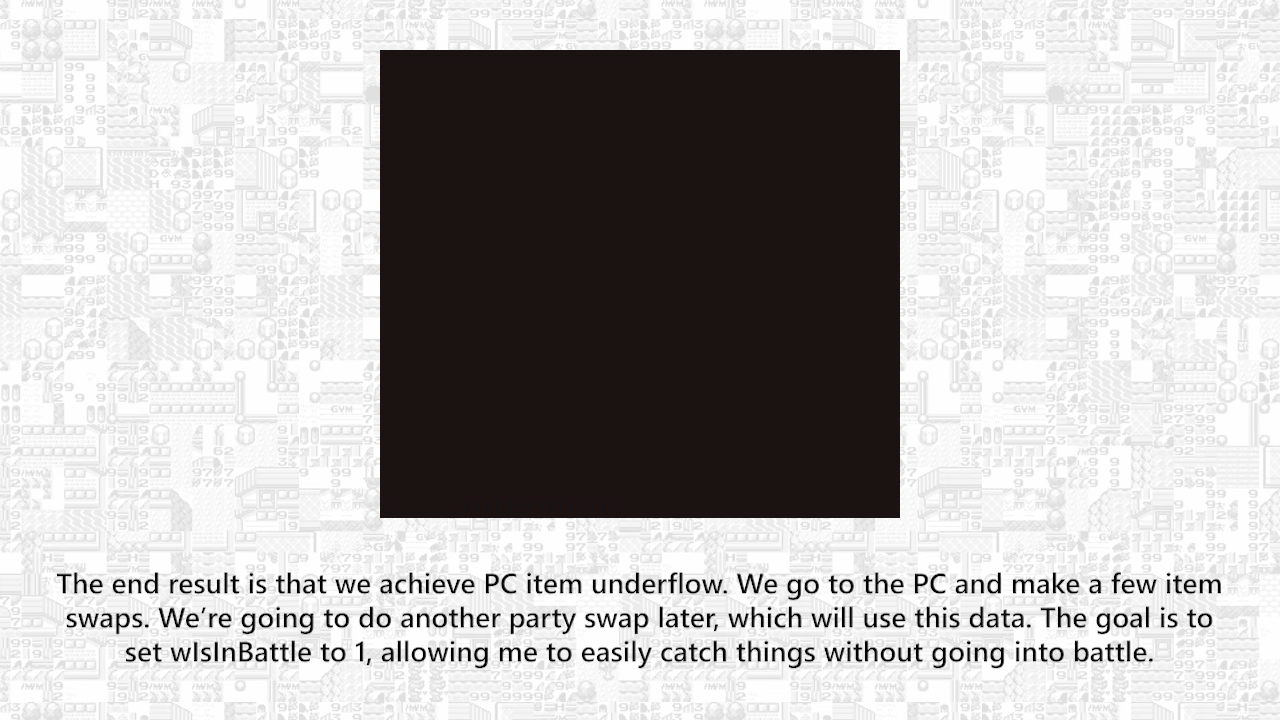 The end result is that we achieve PC item underflow. We go to the PC and make a few item
swaps. We’re going to do another party swap later, which will use this data. The goal is to
set wIsInBattle to 1, allowing me to easily catch things without going into battle.